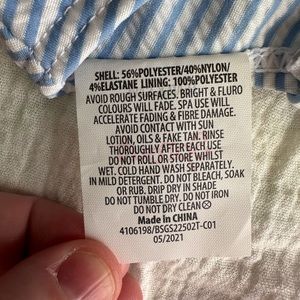 SHELL: 56%POLYESTER/40%NYLON/
4%ELASTANE LINING: 100%POLYESTER
AVOID ROUGH SURFACES. BRIGHT & FLURO
COLOURS WILL FADE. SPA USE WILL
ACCELERATE FADING & FIBRE DAMAGE.
AVOID CONTACT WITH SUN
LOTION, OILS & FAKE TAN. RINSE
THOROUGHLY AFTER EACH USE
DO NOT ROLL OR STORE WHILST
WET. COLD HAND WASH SEPARATELY.
IN MILD DETERGENT. DO NOT BLEACH, SOAK
OR RUB. DRIP DRY IN SHADE
DO NOT TUMBLE DRY. DO NOT IRON
DO NOT DRY CLEAN
Made in CHINA
4106198/BSGS22502T-C01
05/2021